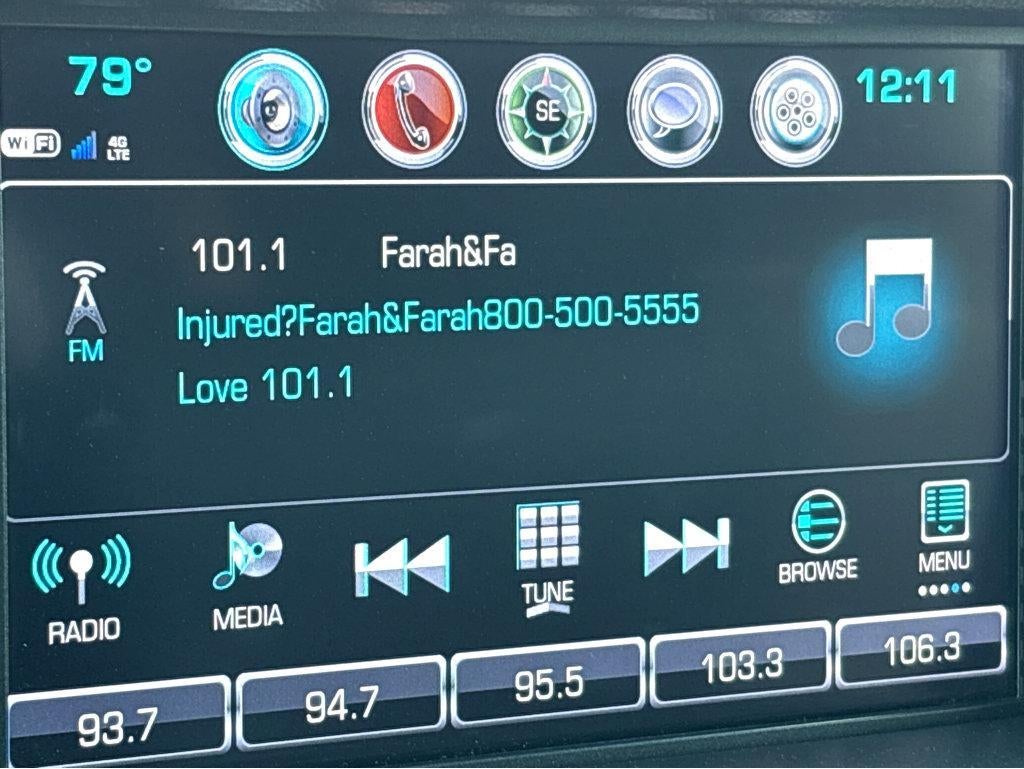 79°
12:11
WiFi
4G
LTE
SE
101.1 Farah&Fa
Injured?Farah&Farah800-500-5555
Love 101.1
FM
RADIO
MEDIA
TUNE
BROWSE
MENU
93.7
94.7
95.5
103.3
106.3